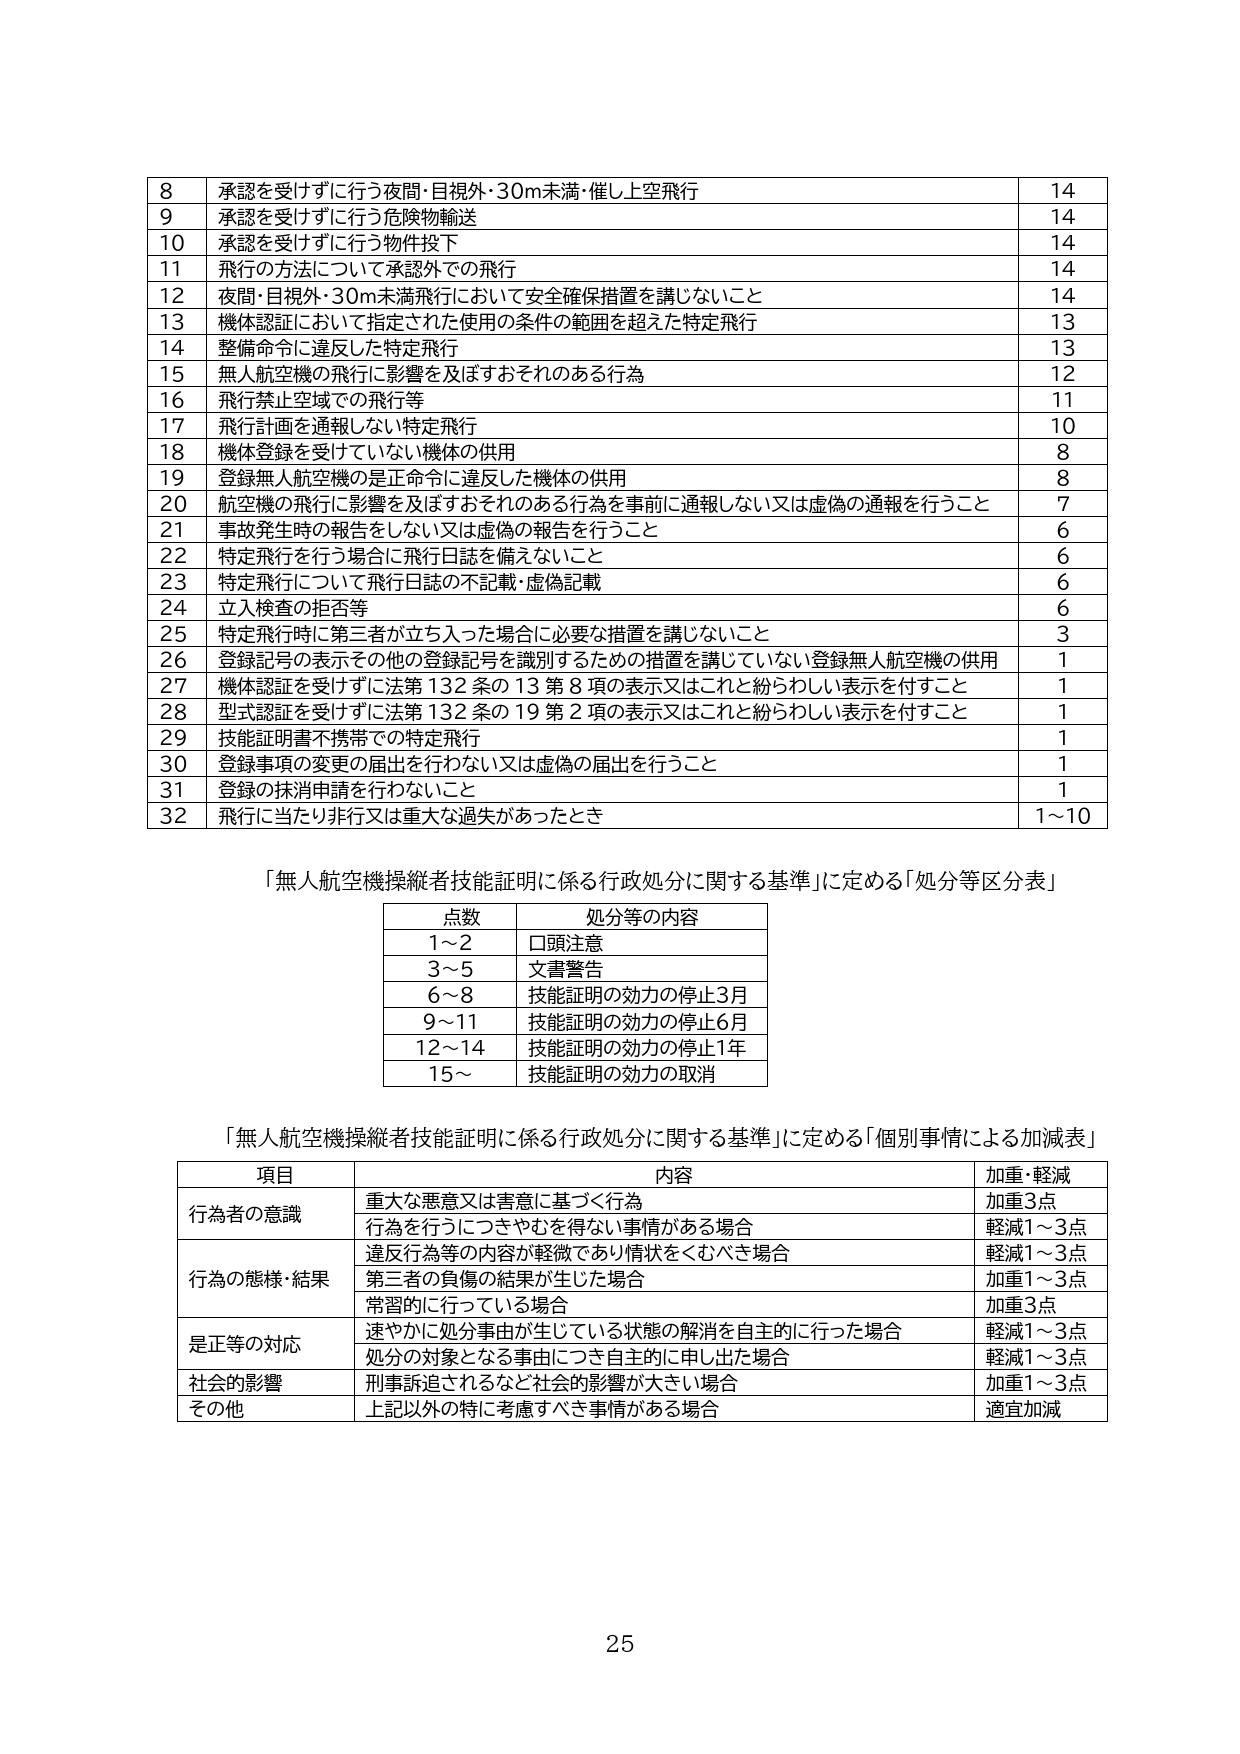 8 承認を受けずに行う夜間・目視外・30m未満・催し上空飛行 14
9 承認を受けずに行う危険物輸送 14
10 承認を受けずに行う物件投下 14
11 飛行の方法について承認外での飛行 14
12 夜間・目視外・30m未満飛行において安全確保措置を講じないこと 14
13 機体認証において指定された使用の条件の範囲を超えた特定飛行 13
14 整備命令に違反した特定飛行 13
15 無人航空機の飛行に影響を及ぼすおそれのある行為 12
16 飛行禁止空域での飛行等 11
17 飛行計画を通報しない特定飛行 10
18 機体登録を受けていない機体の供用 8
19 登録無人航空機の是正命令に違反した機体の供用 8
20 航空機の飛行に影響を及ぼすおそれのある行為を事前に通報しない又は虚偽の通報を行うこと 7
21 事故発生時の報告をしない又は虚偽の報告を行うこと 6
22 特定飛行を行う場合に飛行日誌を備えないこと 6
23 特定飛行について飛行日誌の不記載・虚偽記載 6
24 立入検査の拒否等 6
25 特定飛行時に第三者が立ち入った場合に必要な措置を講じないこと 3
26 登録記号の表示その他の登録記号を識別するための措置を講じていない登録無人航空機の供用 1
27 機体認証を受けずに法第 132 条の 13 第 8 項の表示又はこれと紛らわしい表示を付すこと 1
28 型式認証を受けずに法第 132 条の 19 第 2 項の表示又はこれと紛らわしい表示を付すこと 1
29 技能証明書不携帯での特定飛行 1
30 登録事項の変更の届出を行わない又は虚偽の届出を行うこと 1
31 登録の抹消申請を行わないこと 1
32 飛行に当たり非行又は重大な過失があったとき 1～10
「無人航空機操縦者技能証明に係る行政処分に関する基準」に定める「処分等区分表」
点数 処分等の内容
1～2 口頭注意
3～5 文書警告
6～8 技能証明の効力の停止3月
9～11 技能証明の効力の停止6月
12～14 技能証明の効力の停止1年
15～ 技能証明の効力の取消
「無人航空機操縦者技能証明に係る行政処分に関する基準」に定める「個別事情による加減表」
項目 内容 加重・軽減
行為者の意識 重大な悪意又は害意に基づく行為 加重3点
行為を行うにつきやむを得ない事情がある場合 軽減1～3点
行為の態様・結果 違反行為等の内容が軽微であり情状をくむべき場合 軽減1～3点
第三者の負傷の結果が生じた場合 加重1～3点
常習的に行っている場合 加重3点
是正等の対応 速やかに処分事由が生じている状態の解消を自主的に行った場合 軽減1～3点
処分の対象となる事由につき自主的に申し出た場合 軽減1～3点
社会的影響 刑事訴追されるなど社会的影響が大きい場合 加重1～3点
その他 上記以外の特に考慮すべき事情がある場合 適宜加減
25